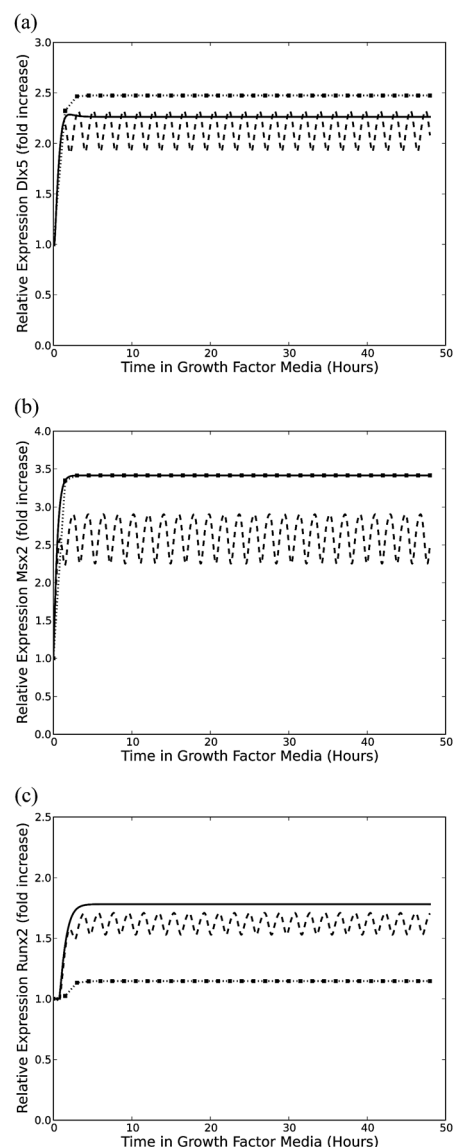 (a)
Relative Expression Dlx5 (fold increase)
3.0
2.5
2.0
1.5
1.0
0.5
0.0
0 10 20 30 40 50
Time in Growth Factor Media (Hours)
(b)
Relative Expression Msx2 (fold increase)
4.0
3.5
3.0
2.5
2.0
1.5
1.0
0.5
0.0
0 10 20 30 40 50
Time in Growth Factor Media (Hours)
(c)
Relative Expression Runx2 (fold increase)
2.5
2.0
1.5
1.0
0.5
0.0
0 10 20 30 40 50
Time in Growth Factor Media (Hours)